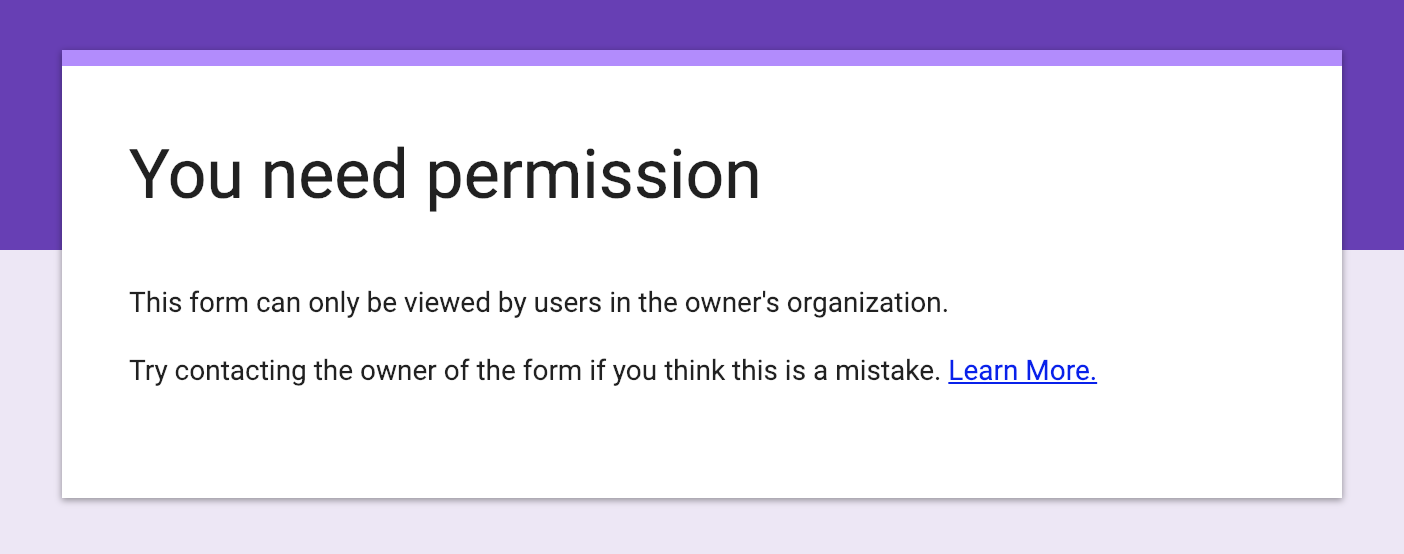 You need permission
This form can only be viewed by users in the owner's organization.
Try contacting the owner of the form if you think this is a mistake. Learn More.